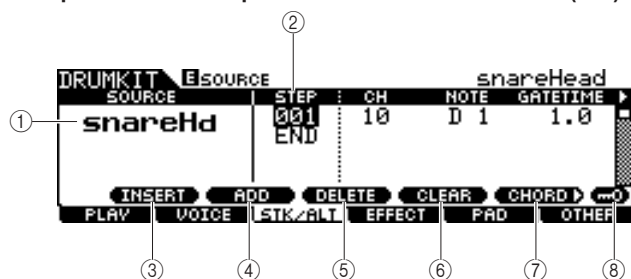 ②
DRUMKIT E SOURCE snareHead
SOURCE STEP CH NOTE GATETIME
① snareHd 001 10 D 1 1.0
END
INSERT ADD DELETE CLEAR CHORD
PLAY VOICE STK/ALT EFFECT PAD OTHER
③ ④ ⑤ ⑥ ⑦ ⑧